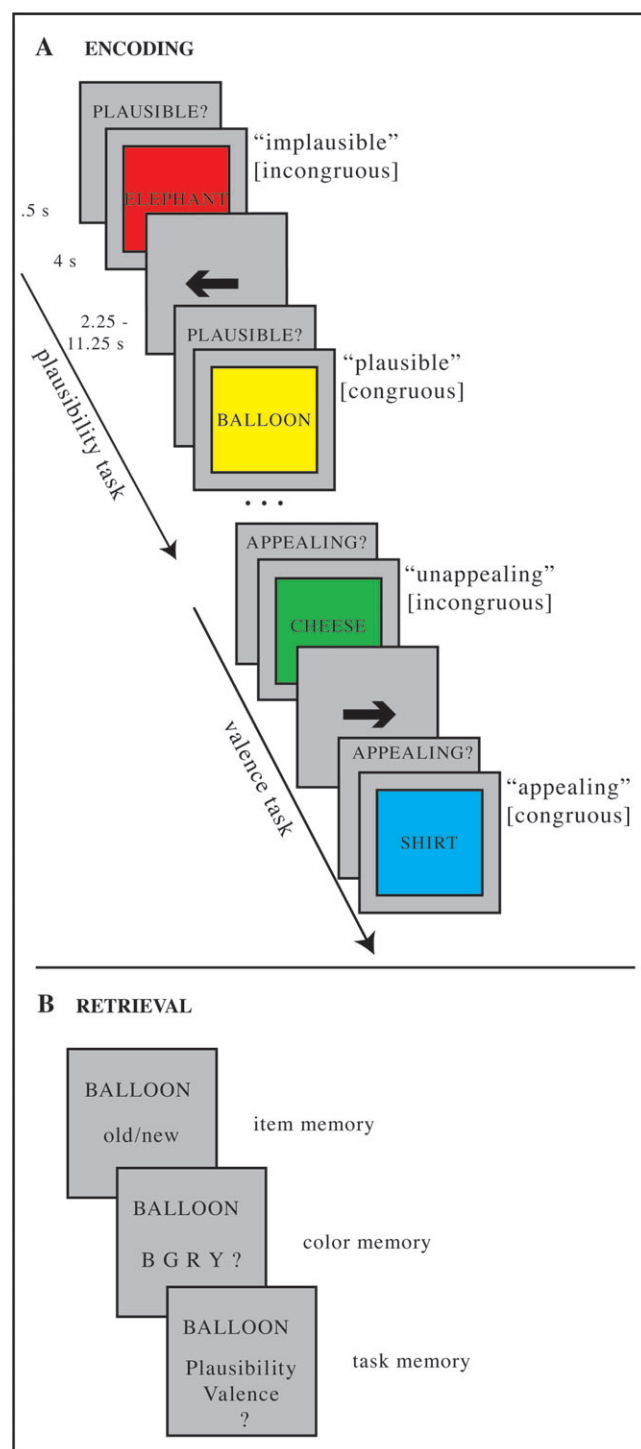 A ENCODING
PLAUSIBLE?
"implausible"
[incongruous]
ELEPHANT
.5 s
4 s
2.25 -
11.25 s
PLAUSIBLE?
"plausible"
[congruous]
BALLOON
plausibility task
. . .
APPEALING?
"unappealing"
[incongruous]
CHEESE
valence task
APPEALING?
"appealing"
[congruous]
SHIRT
B RETRIEVAL
BALLOON
old/new
item memory
BALLOON
B G R Y ?
color memory
BALLOON
Plausibility
Valence
?
task memory